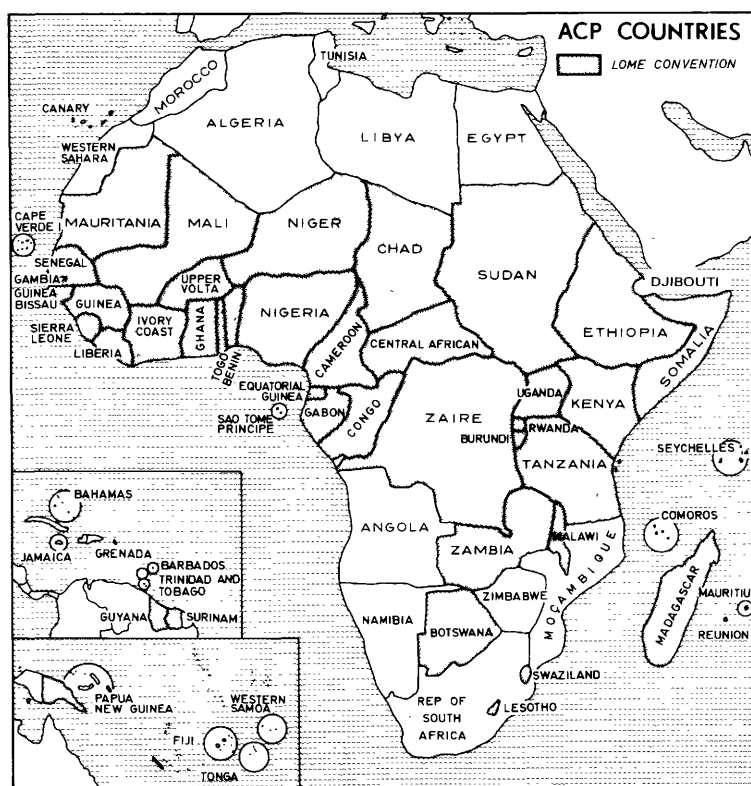 ACP COUNTRIES
LOME CONVENTION
TUNISIA
MOROCCO
CANARY
ALGERIA
LIBYA
EGYPT
WESTERN
SAHARA
MAURITANIA
MALI
NIGER
CHAD
SUDAN
CAPE
VERDE I
SENEGAL
GAMBIA
GUINEA
BISSAU
GUINEA
SIERRA
LEONE
LIBERIA
IVORY
COAST
UPPER
VOLTA
GHANA
TOGO
BENIN
NIGERIA
CAMEROON
CENTRAL AFRICAN
DJIBOUTI
ETHIOPIA
SOMALIA
EQUATORIAL
GUINEA
SAO TOME
PRINCIPE
GABON
CONGO
ZAIRE
UGANDA
KENYA
RWANDA
BURUNDI
TANZANIA
SEYCHELLES
COMOROS
ANGOLA
ZAMBIA
MALAWI
MOÇAMBIQUE
ZIMBABWE
MADAGASCAR
MAURITIU
REUNION
NAMIBIA
BOTSWANA
SWAZILAND
LESOTHO
REP OF
SOUTH
AFRICA
BAHAMAS
JAMAICA
GRENADA
BARBADOS
TRINIDAD AND
TOBAGO
GUYANA
SURINAM
PAPUA
NEW GUINEA
WESTERN
SAMOA
FIJI
TONGA